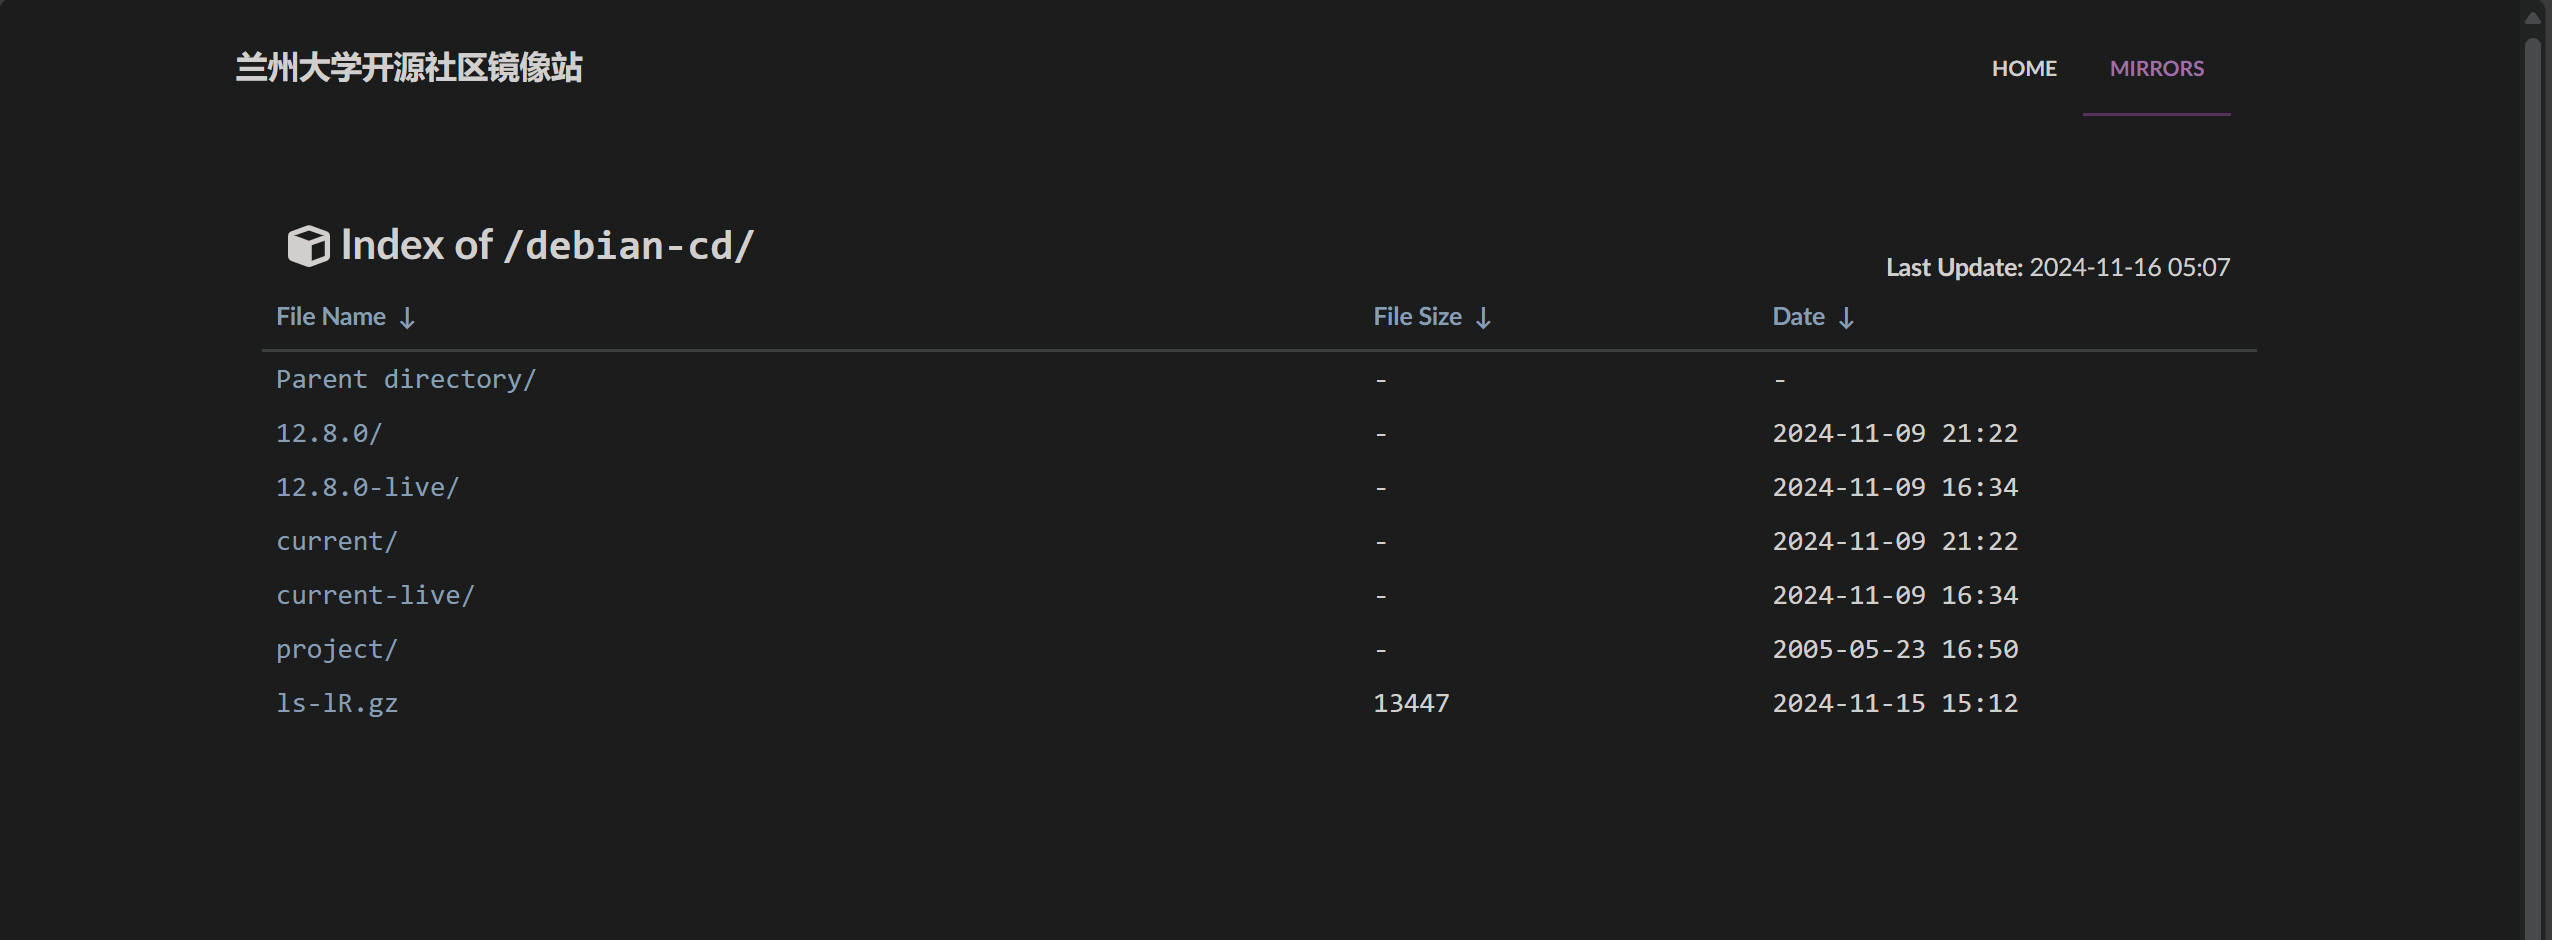 兰州大学开源社区镜像站
HOME MIRRORS
Index of /debian-cd/
Last Update: 2024-11-16 05:07
File Name ↓ File Size ↓ Date ↓
Parent directory/ - -
12.8.0/ - 2024-11-09 21:22
12.8.0-live/ - 2024-11-09 16:34
current/ - 2024-11-09 21:22
current-live/ - 2024-11-09 16:34
project/ - 2005-05-23 16:50
ls-lR.gz 13447 2024-11-15 15:12